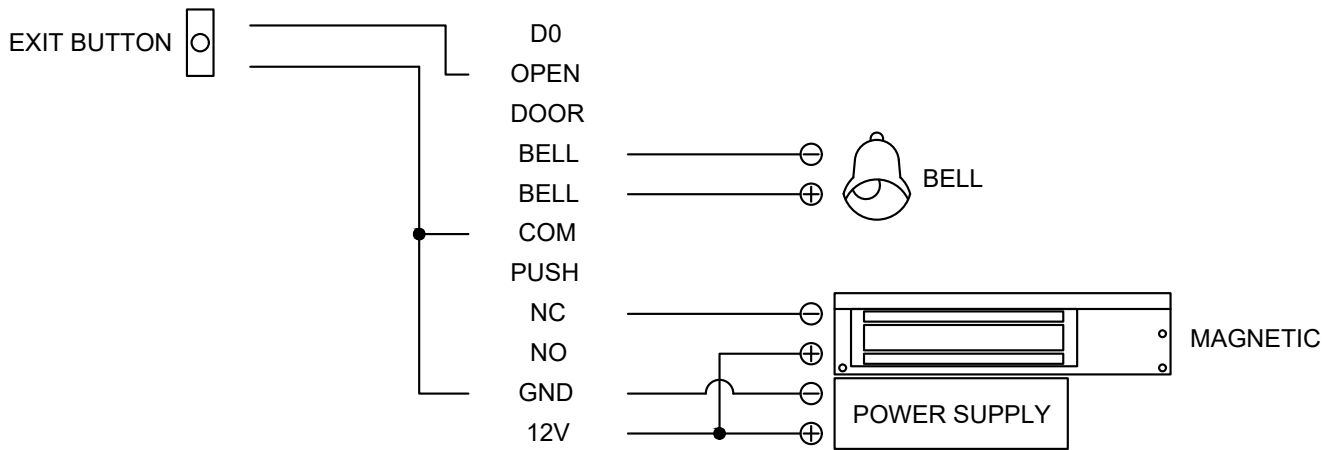 EXIT BUTTON
D0
OPEN
DOOR
BELL
BELL
BELL
COM
PUSH
NC
NO
MAGNETIC
GND
POWER SUPPLY
12V